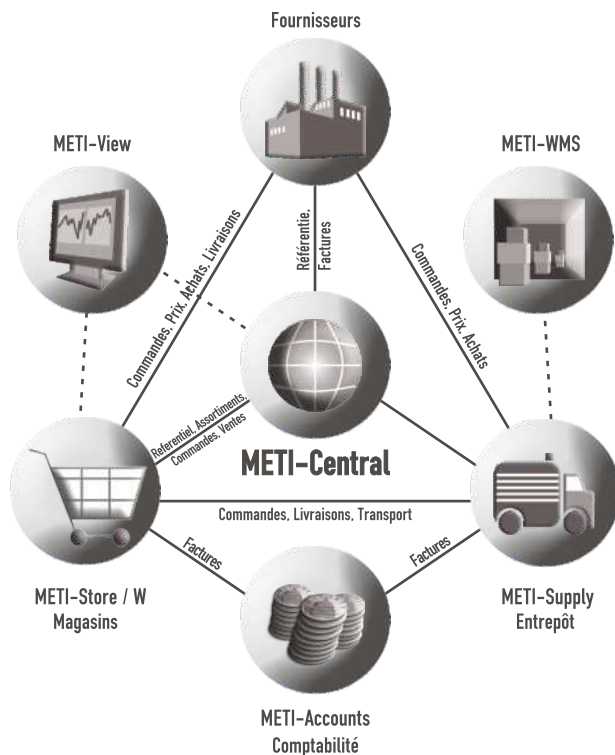 Fournisseurs
METI-View
METI-WMS
Commandes, Prix, Achats, Livraisons
Référentie,
Factures
Commandes, Prix, Achats
Referentiel, Assortiments,
Commandes, Ventes
METI-Central
Commandes, Livraisons, Transport
Factures
Factures
METI-Store / W
Magasins
METI-Supply
Entrepôt
METI-Accounts
Comptabilité